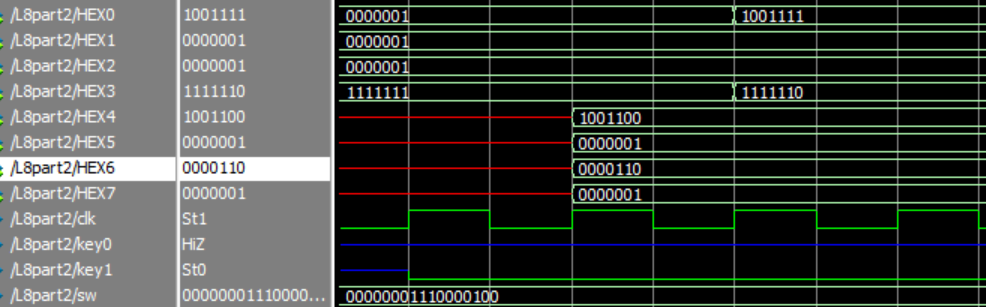 /L8part2/HEX0 1001111 0000001 1001111
/L8part2/HEX1 0000001 0000001
/L8part2/HEX2 0000001 0000001
/L8part2/HEX3 1111110 1111111 1111110
/L8part2/HEX4 1001100 1001100
/L8part2/HEX5 0000001 0000001
/L8part2/HEX6 0000110 0000110
/L8part2/HEX7 0000001 0000001
/L8part2/clk St1
/L8part2/key0 HiZ
/L8part2/key1 St0
/L8part2/sw 00000001110000... 00000001110000100